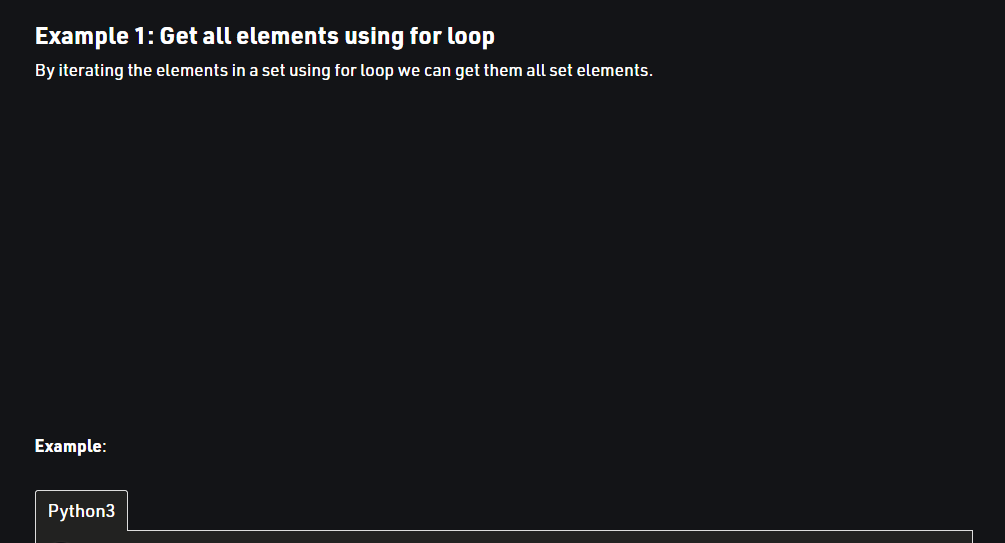 Example 1: Get all elements using for loop
By iterating the elements in a set using for loop we can get them all set elements.
Example:
Python3